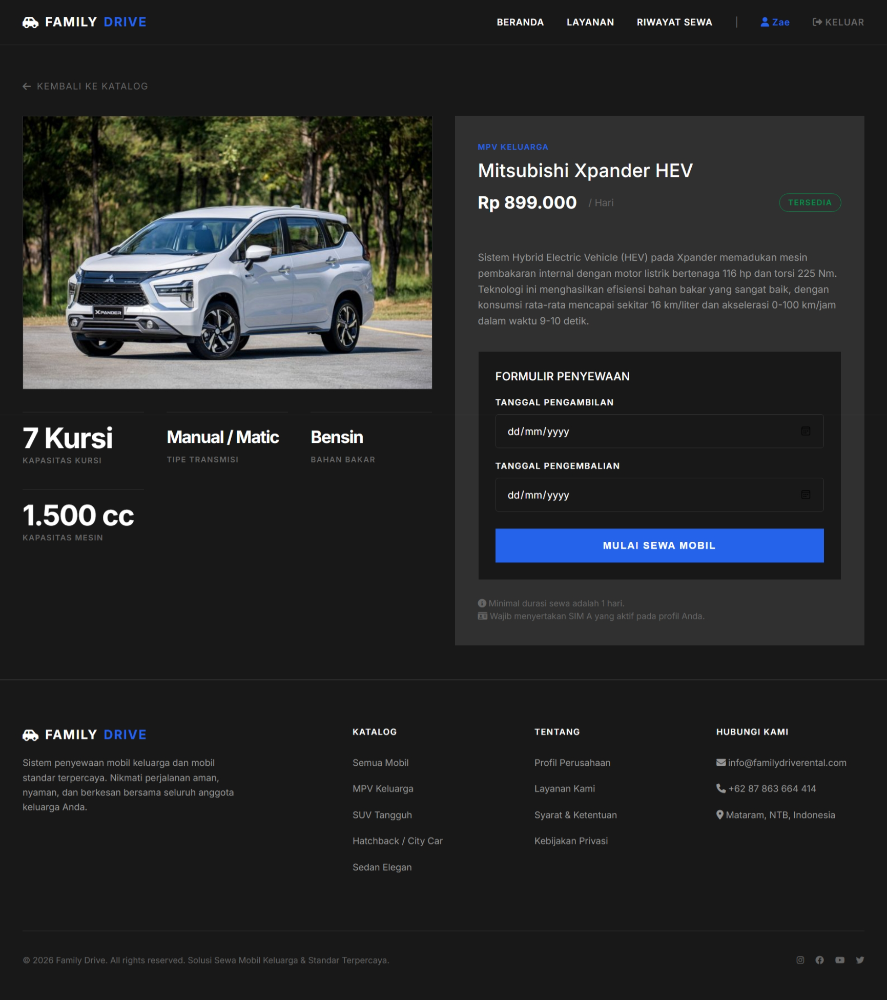 FAMILY DRIVE
BERANDA
LAYANAN
RIWAYAT SEWA
Zae
KELUAR
KEMBALI KE KATALOG
XPANDER
7 Kursi
KAPASITAS KURSI
Manual / Matic
TIPE TRANSMISI
Bensin
BAHAN BAKAR
1.500 cc
KAPASITAS MESIN
MPV KELUARGA
Mitsubishi Xpander HEV
Rp 899.000 / Hari
TERSEDIA
Sistem Hybrid Electric Vehicle (HEV) pada Xpander memadukan mesin
pembakaran internal dengan motor listrik bertenaga 116 hp dan torsi 225 Nm.
Teknologi ini menghasilkan efisiensi bahan bakar yang sangat baik, dengan
konsumsi rata-rata mencapai sekitar 16 km/liter dan akselerasi 0-100 km/jam
dalam waktu 9-10 detik.
FORMULIR PENYEWAAN
TANGGAL PENGAMBILAN
dd/mm/yyyy
TANGGAL PENGEMBALIAN
dd/mm/yyyy
MULAI SEWA MOBIL
Minimal durasi sewa adalah 1 hari.
Wajib menyertakan SIM A yang aktif pada profil Anda.
FAMILY DRIVE
Sistem penyewaan mobil keluarga dan mobil
standar terpercaya. Nikmati perjalanan aman,
nyaman, dan berkesan bersama seluruh anggota
keluarga Anda.
KATALOG
Semua Mobil
MPV Keluarga
SUV Tangguh
Hatchback / City Car
Sedan Elegan
TENTANG
Profil Perusahaan
Layanan Kami
Syarat & Ketentuan
Kebijakan Privasi
HUBUNGI KAMI
info@familydriverental.com
+62 87 863 664 414
Mataram, NTB, Indonesia
© 2026 Family Drive. All rights reserved. Solusi Sewa Mobil Keluarga & Standar Terpercaya.